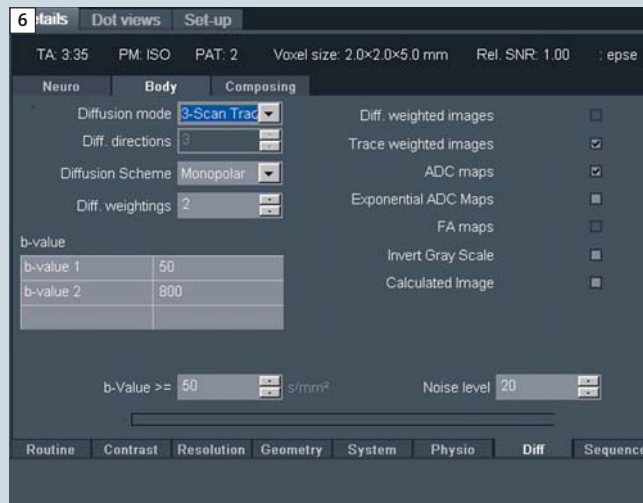 6
etails Dot views Set-up
TA: 3:35 PM: ISO PAT: 2 Voxel size: 2.0×2.0×5.0 mm Rel. SNR: 1.00 : epse
Neuro Body Composing
Diffusion mode 3-Scan Trac
Diff. directions 3
Diffusion Scheme Monopolar
Diff. weightings 2
b-value
b-value 1 50
b-value 2 800
Diff. weighted images
Trace weighted images
ADC maps
Exponential ADC Maps
FA maps
Invert Gray Scale
Calculated Image
b-Value >= 50 s/mm² Noise level 20
Routine Contrast Resolution Geometry System Physio Diff Sequence